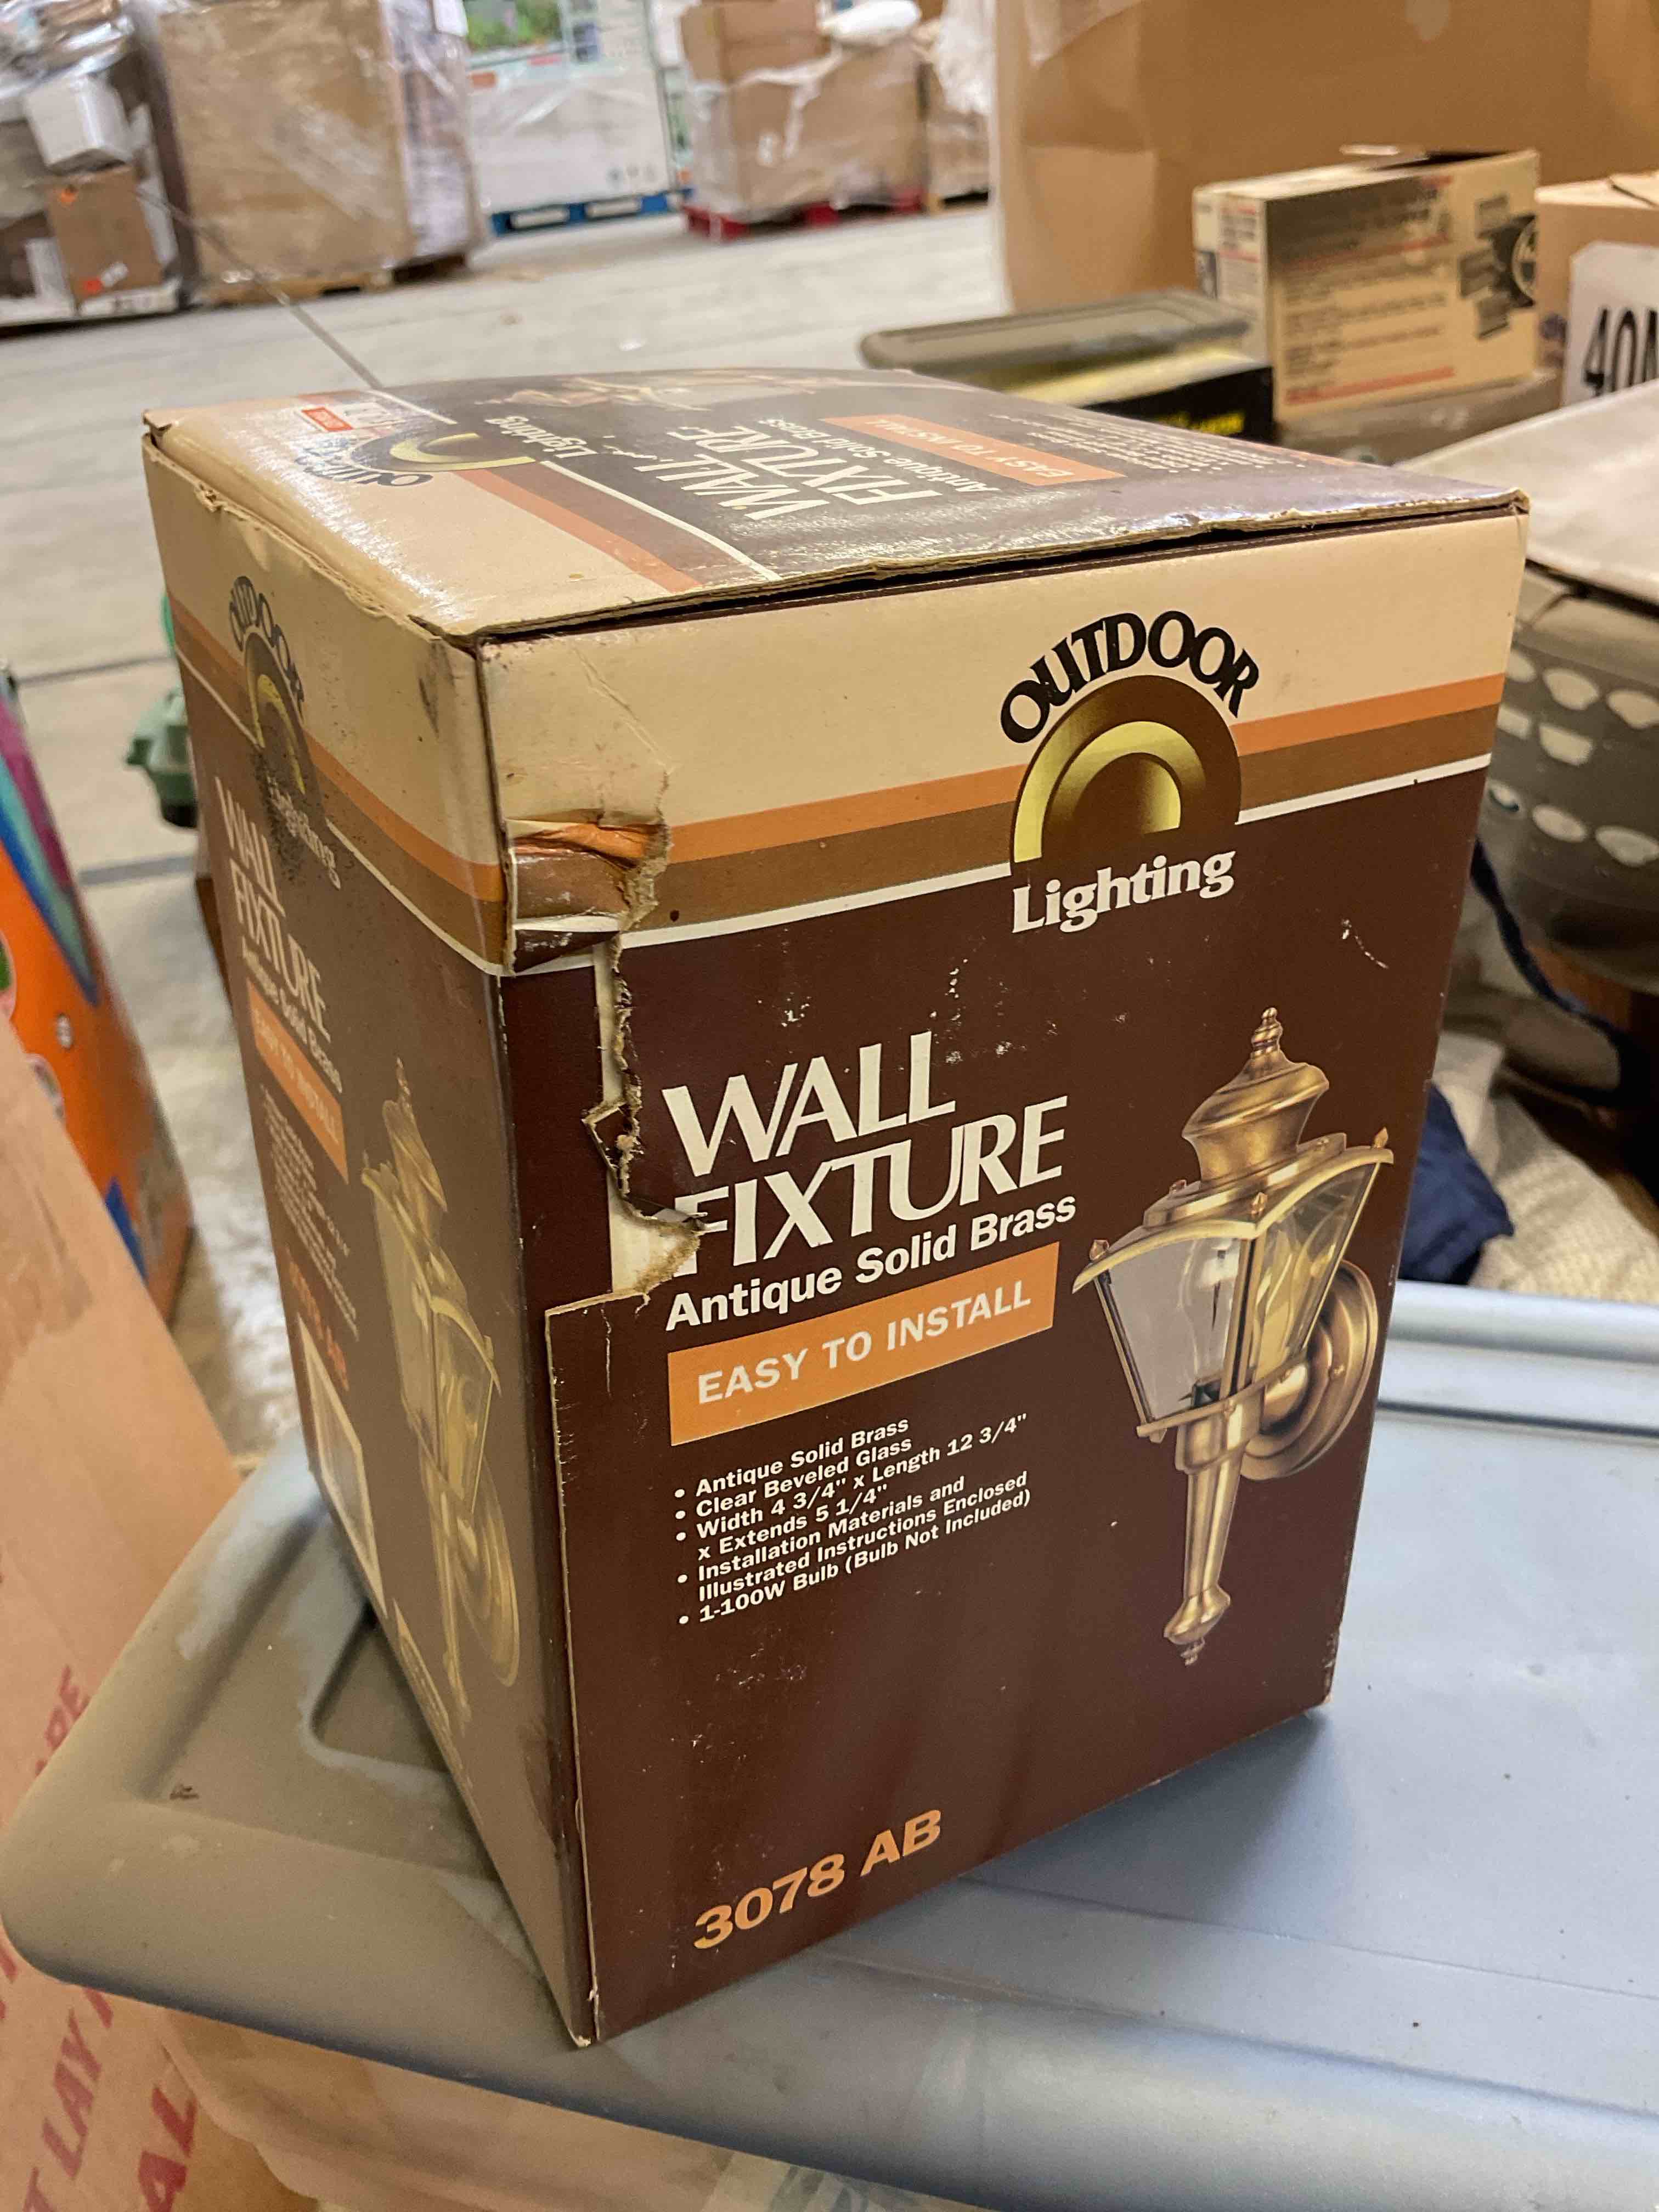 OUTDOOR
Lighting
WALL
FIXTURE
Antique Solid Brass
EASY TO INSTALL
OUTDOOR
Lighting
WALL
FIXTURE
Antique Solid Brass
EASY TO INSTALL
OUTDOOR
Lighting
WALL
FIXTURE
Antique Solid Brass
EASY TO INSTALL
• Antique Solid Brass
• Clear Beveled Glass
• Width 4 3/4" x Length 12 3/4"
x Extends 5 1/4"
• Installation Materials and
Illustrated Instructions Enclosed
• 1-100W Bulb (Bulb Not Included)
3078 AB
LAY